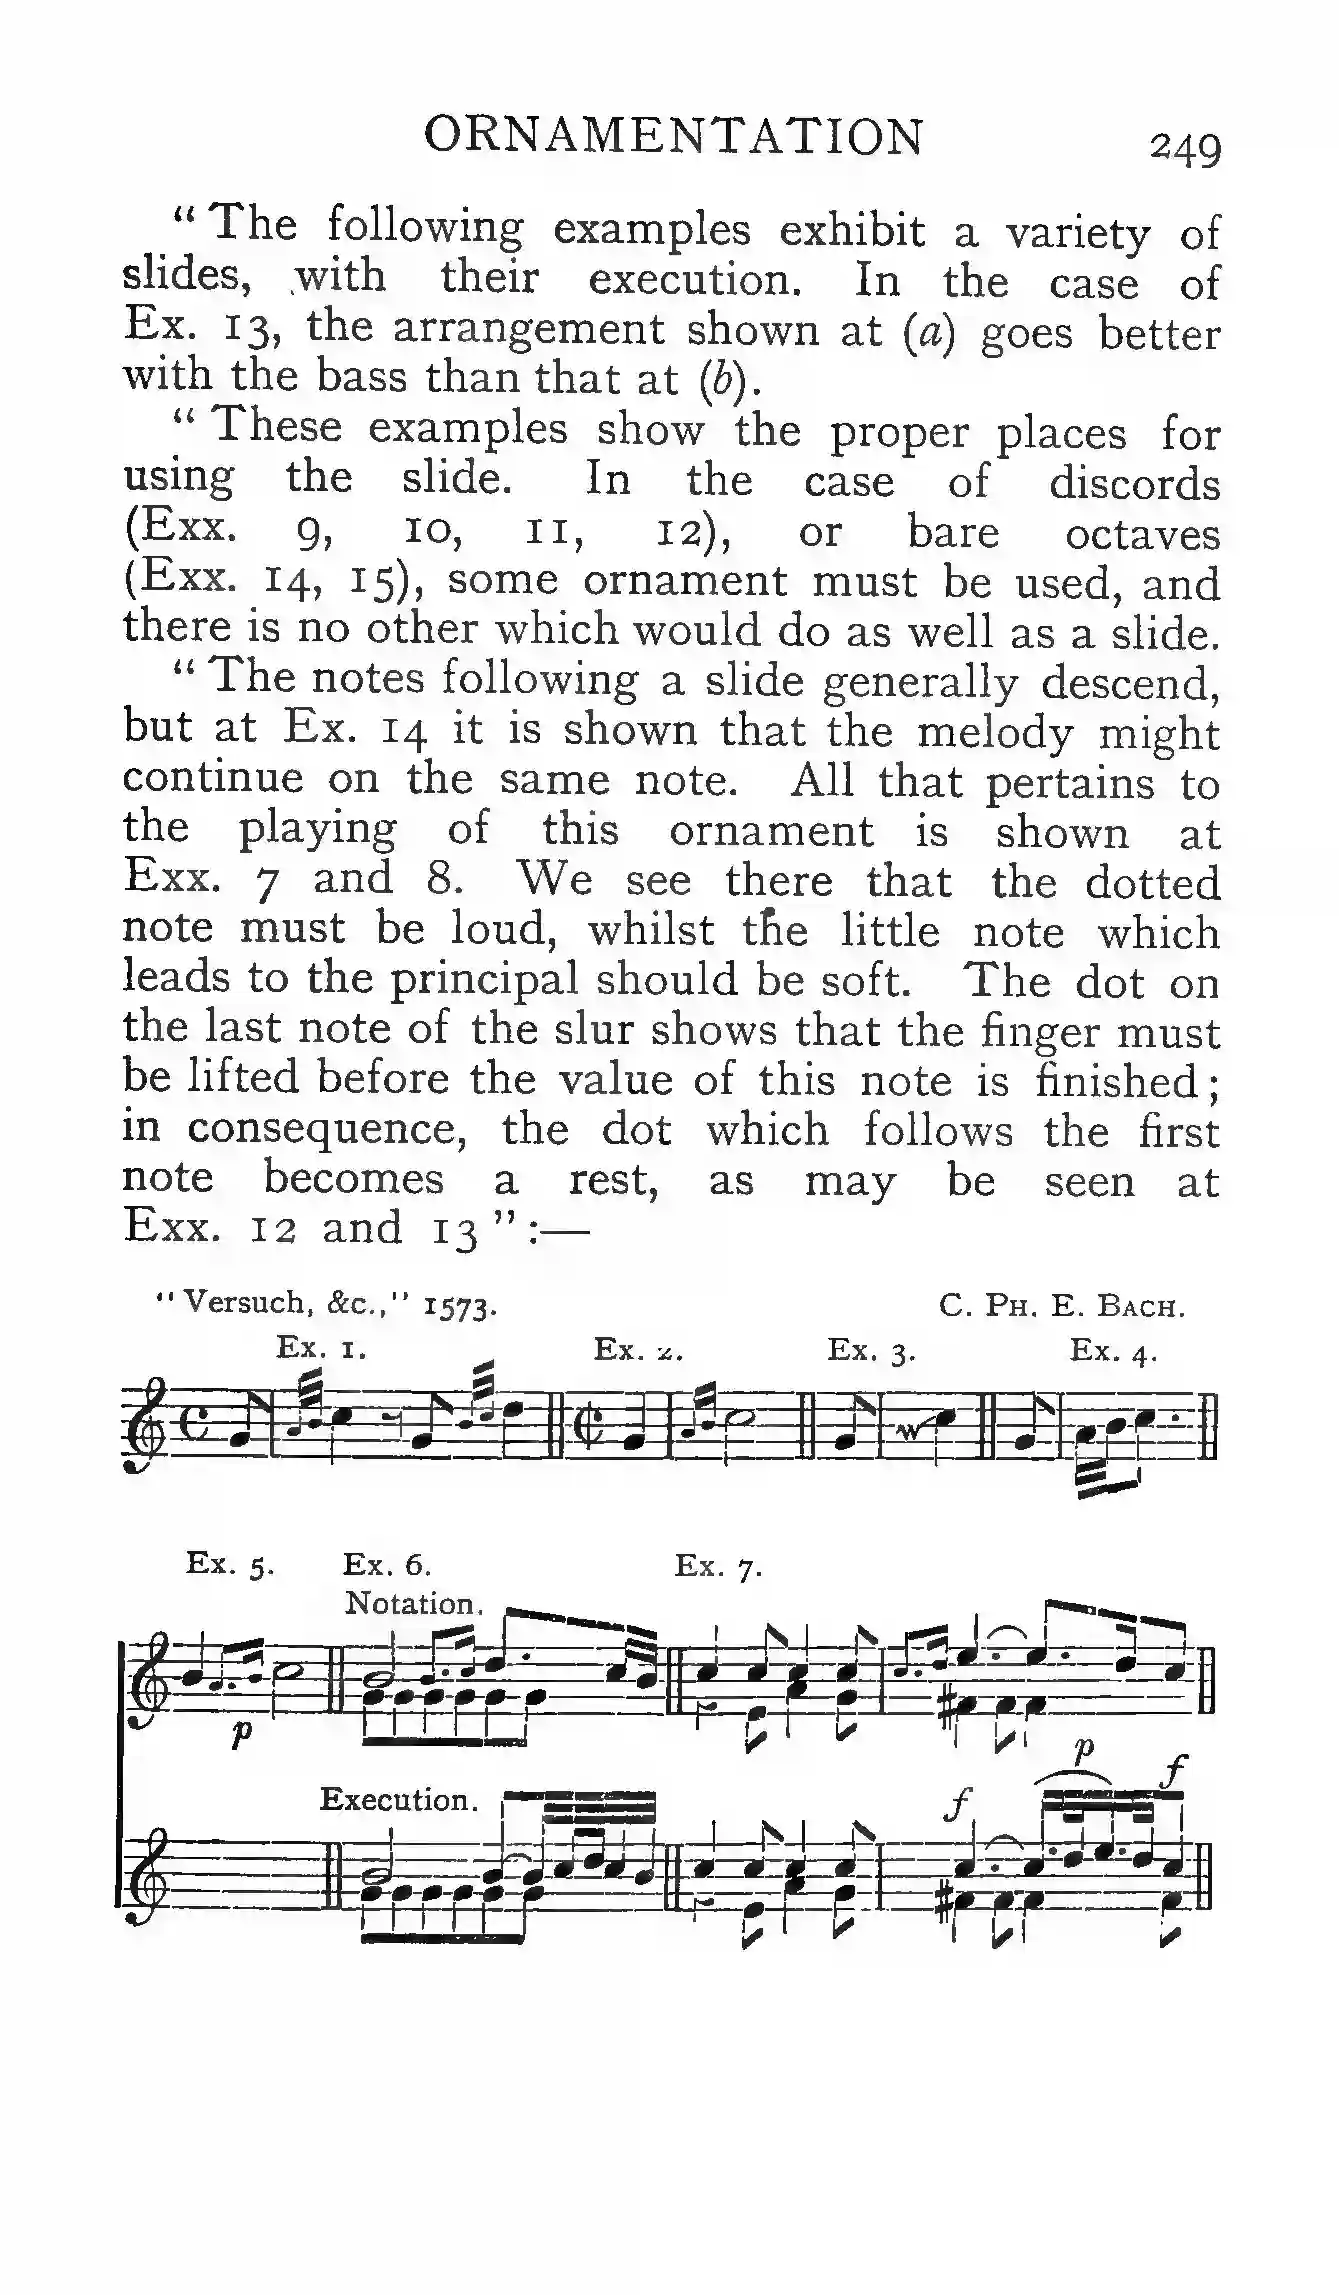 ORNAMENTATION 249
“ The following examples exhibit a variety of
slides, with their execution. In the case of
Ex. 13, the arrangement shown at (a) goes better
with the bass than that at (b).
“ These examples show the proper places for
using the slide. In the case of discords
(Exx. 9, 10, 11, 12), or bare octaves
(Exx. 14, 15), some ornament must be used, and
there is no other which would do as well as a slide.
“ The notes following a slide generally descend,
but at Ex. 14 it is shown that the melody might
continue on the same note. All that pertains to
the playing of this ornament is shown at
Exx. 7 and 8. We see there that the dotted
note must be loud, whilst the little note which
leads to the principal should be soft. The dot on
the last note of the slur shows that the finger must
be lifted before the value of this note is finished ;
in consequence, the dot which follows the first
note becomes a rest, as may be seen at
Exx. 12 and 13 ” :—
“ Versuch, &c.,” 1573. C. Ph. E. Bach.
Ex. 1. Ex. 2. Ex. 3. Ex. 4.
Ex. 5. Ex. 6. Ex. 7.
Notation.
p
p
f
Execution. f